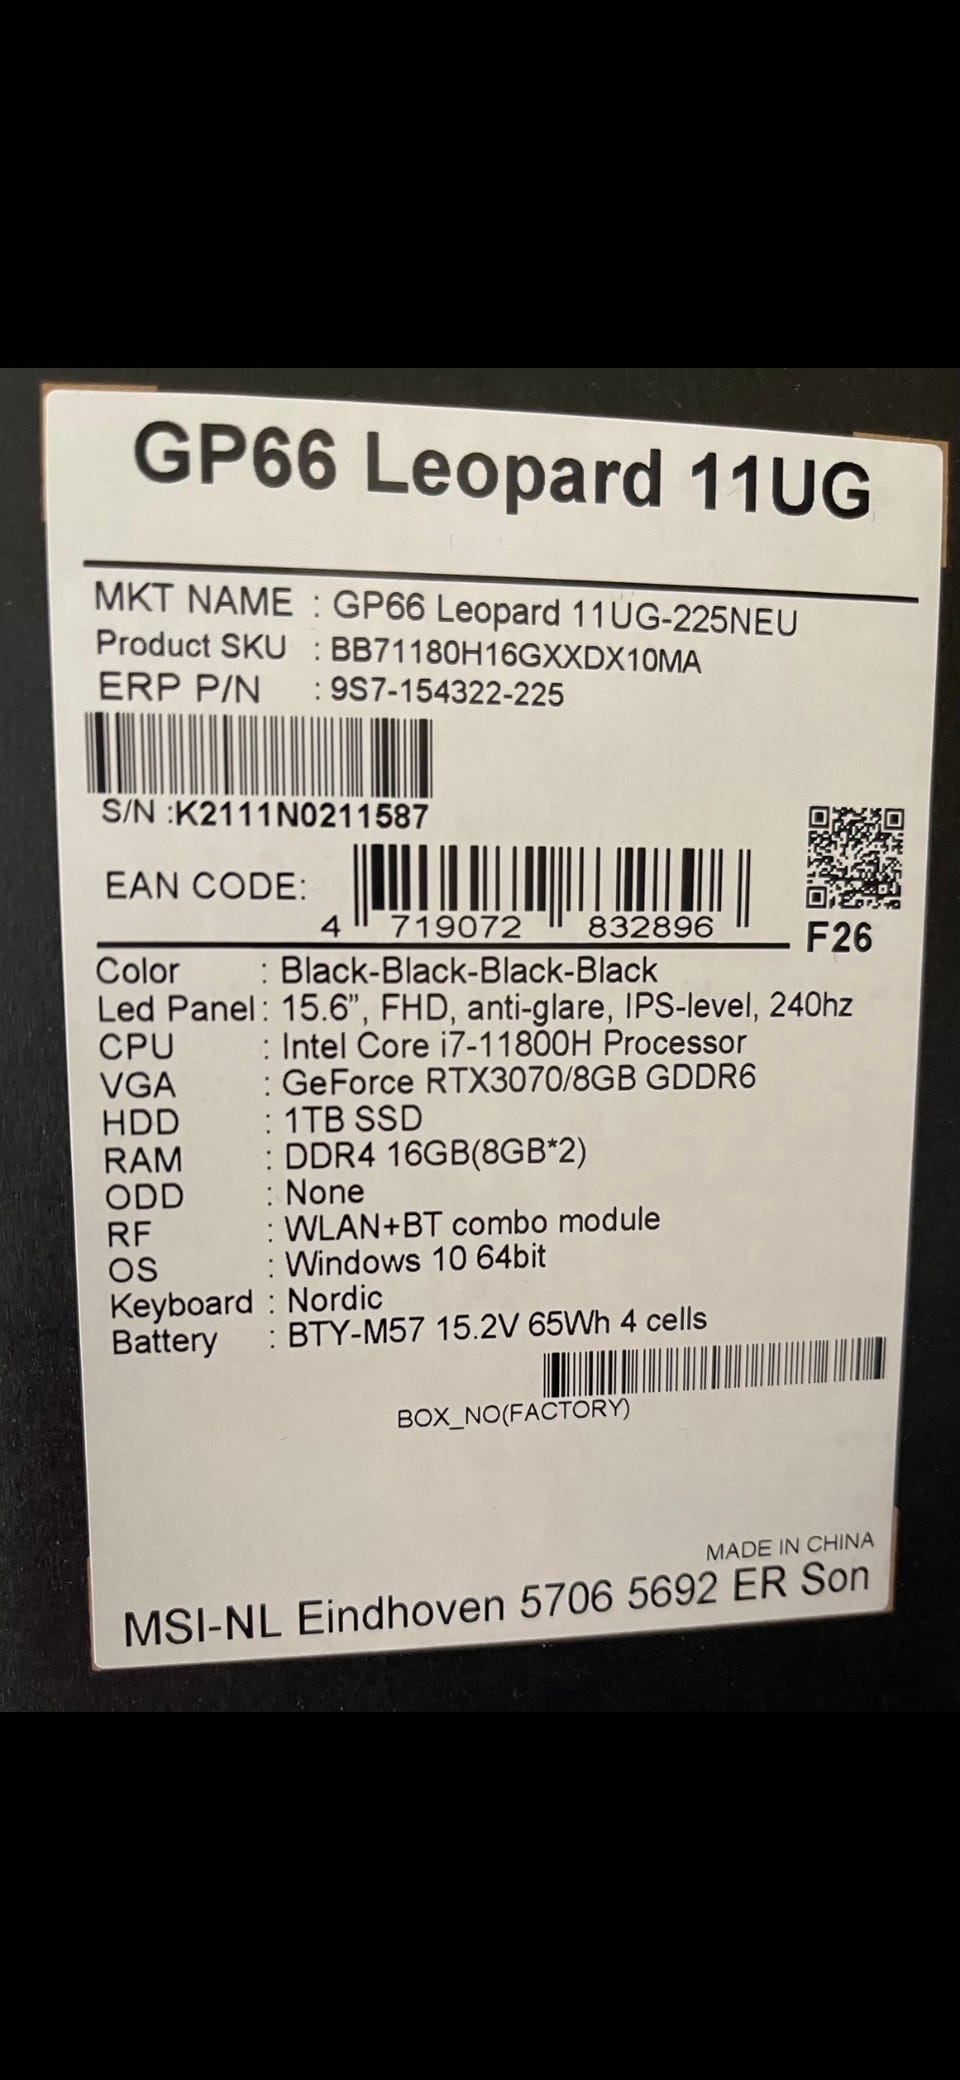 GP66 Leopard 11UG
MKT NAME : GP66 Leopard 11UG-225NEU
Product SKU : BB71180H16GXXDX10MA
ERP P/N : 9S7-154322-225
S/N :K2111N0211587
EAN CODE:
4 719072 832896
F26
Color : Black-Black-Black-Black
Led Panel : 15.6”, FHD, anti-glare, IPS-level, 240hz
CPU : Intel Core i7-11800H Processor
VGA : GeForce RTX3070/8GB GDDR6
HDD : 1TB SSD
RAM : DDR4 16GB(8GB*2)
ODD : None
RF : WLAN+BT combo module
OS : Windows 10 64bit
Keyboard : Nordic
Battery : BTY-M57 15.2V 65Wh 4 cells
BOX_NO(FACTORY)
MADE IN CHINA
MSI-NL Eindhoven 5706 5692 ER Son